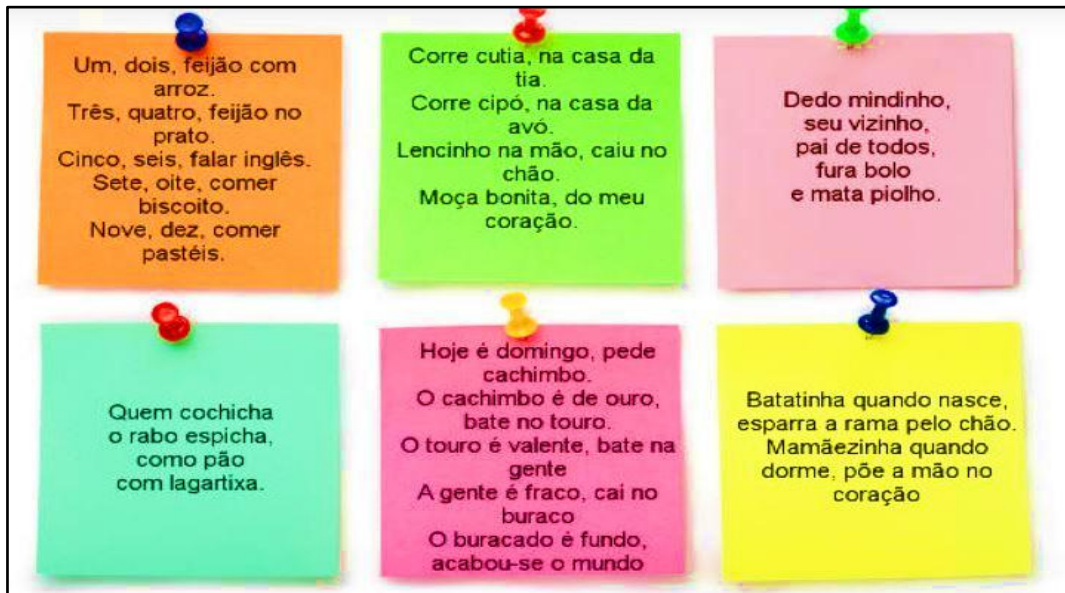 Um, dois, feijão com
arroz.
Três, quatro, feijão no
prato.
Cinco, seis, falar inglês.
Sete, oite, comer
biscoito.
Nove, dez, comer
pastéis.
Corre cutia, na casa da
tia.
Corre cipó, na casa da
avó.
Lencinho na mão, caiu no
chão.
Moça bonita, do meu
coração.
Dedo mindinho,
seu vizinho,
pai de todos,
fura bolo
e mata piolho.
Quem cochicha
o rabo espicha,
como pão
com lagartixa.
Hoje é domingo, pede
cachimbo.
O cachimbo é de ouro,
bate no touro.
O touro é valente, bate na
gente
A gente é fraco, cai no
buraco
O buracado é fundo,
acabou-se o mundo
Batatinha quando nasce,
esparra a rama pelo chão.
Mamãezinha quando
dorme, põe a mão no
coração